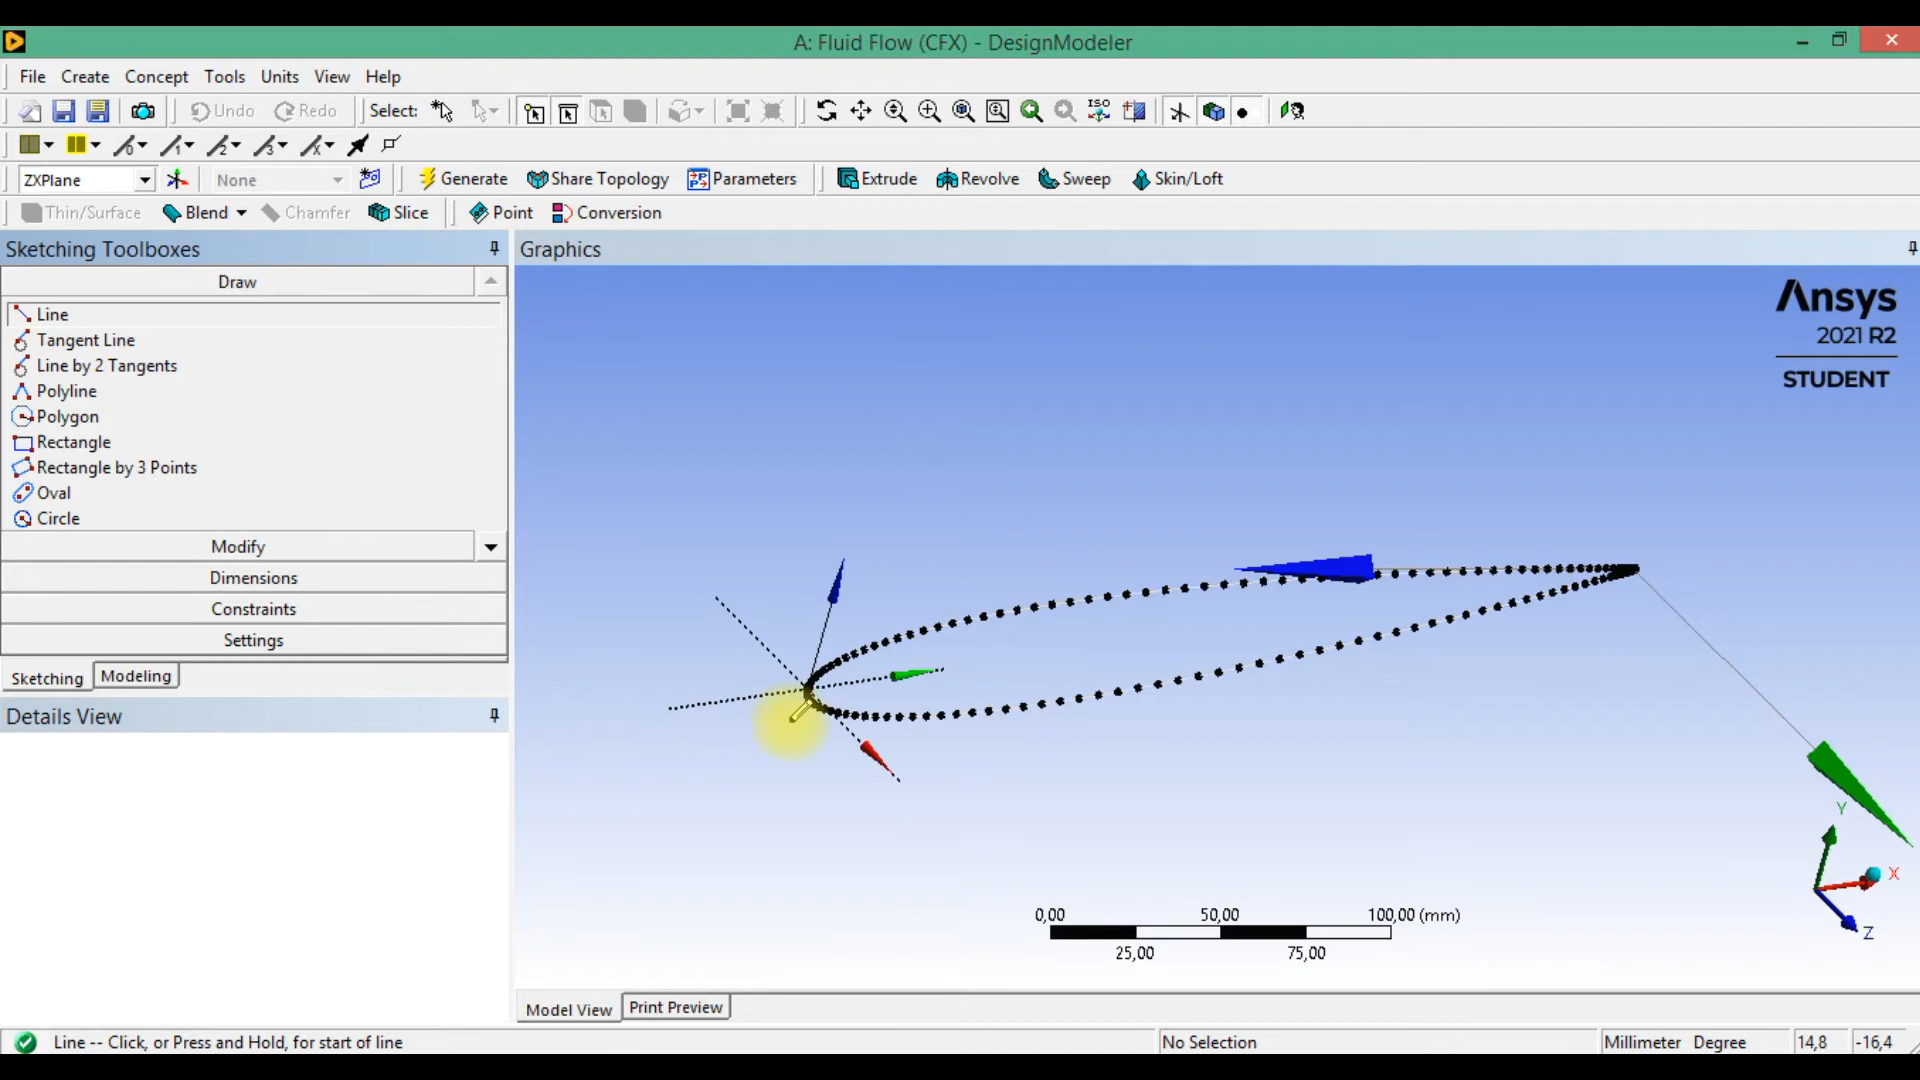 A: Fluid Flow (CFX) - DesignModeler
File Create Concept Tools Units View Help
Undo Redo Select: ISO
0 1 2 3 x
ZXPlane None Generate Share Topology Parameters Extrude Revolve Sweep Skin/Loft
Thin/Surface Blend Chamfer Slice Point Conversion
Sketching Toolboxes
Draw
Line
Tangent Line
Line by 2 Tangents
Polyline
Polygon
Rectangle
Rectangle by 3 Points
Oval
Circle
Modify
Dimensions
Constraints
Settings
Sketching Modeling
Details View
Graphics
Ansys
2021 R2
STUDENT
Y
X
Z
0,00 50,00 100,00 (mm)
25,00 75,00
Model View Print Preview
Line -- Click, or Press and Hold, for start of line No Selection Millimeter Degree 14,8 -16,4